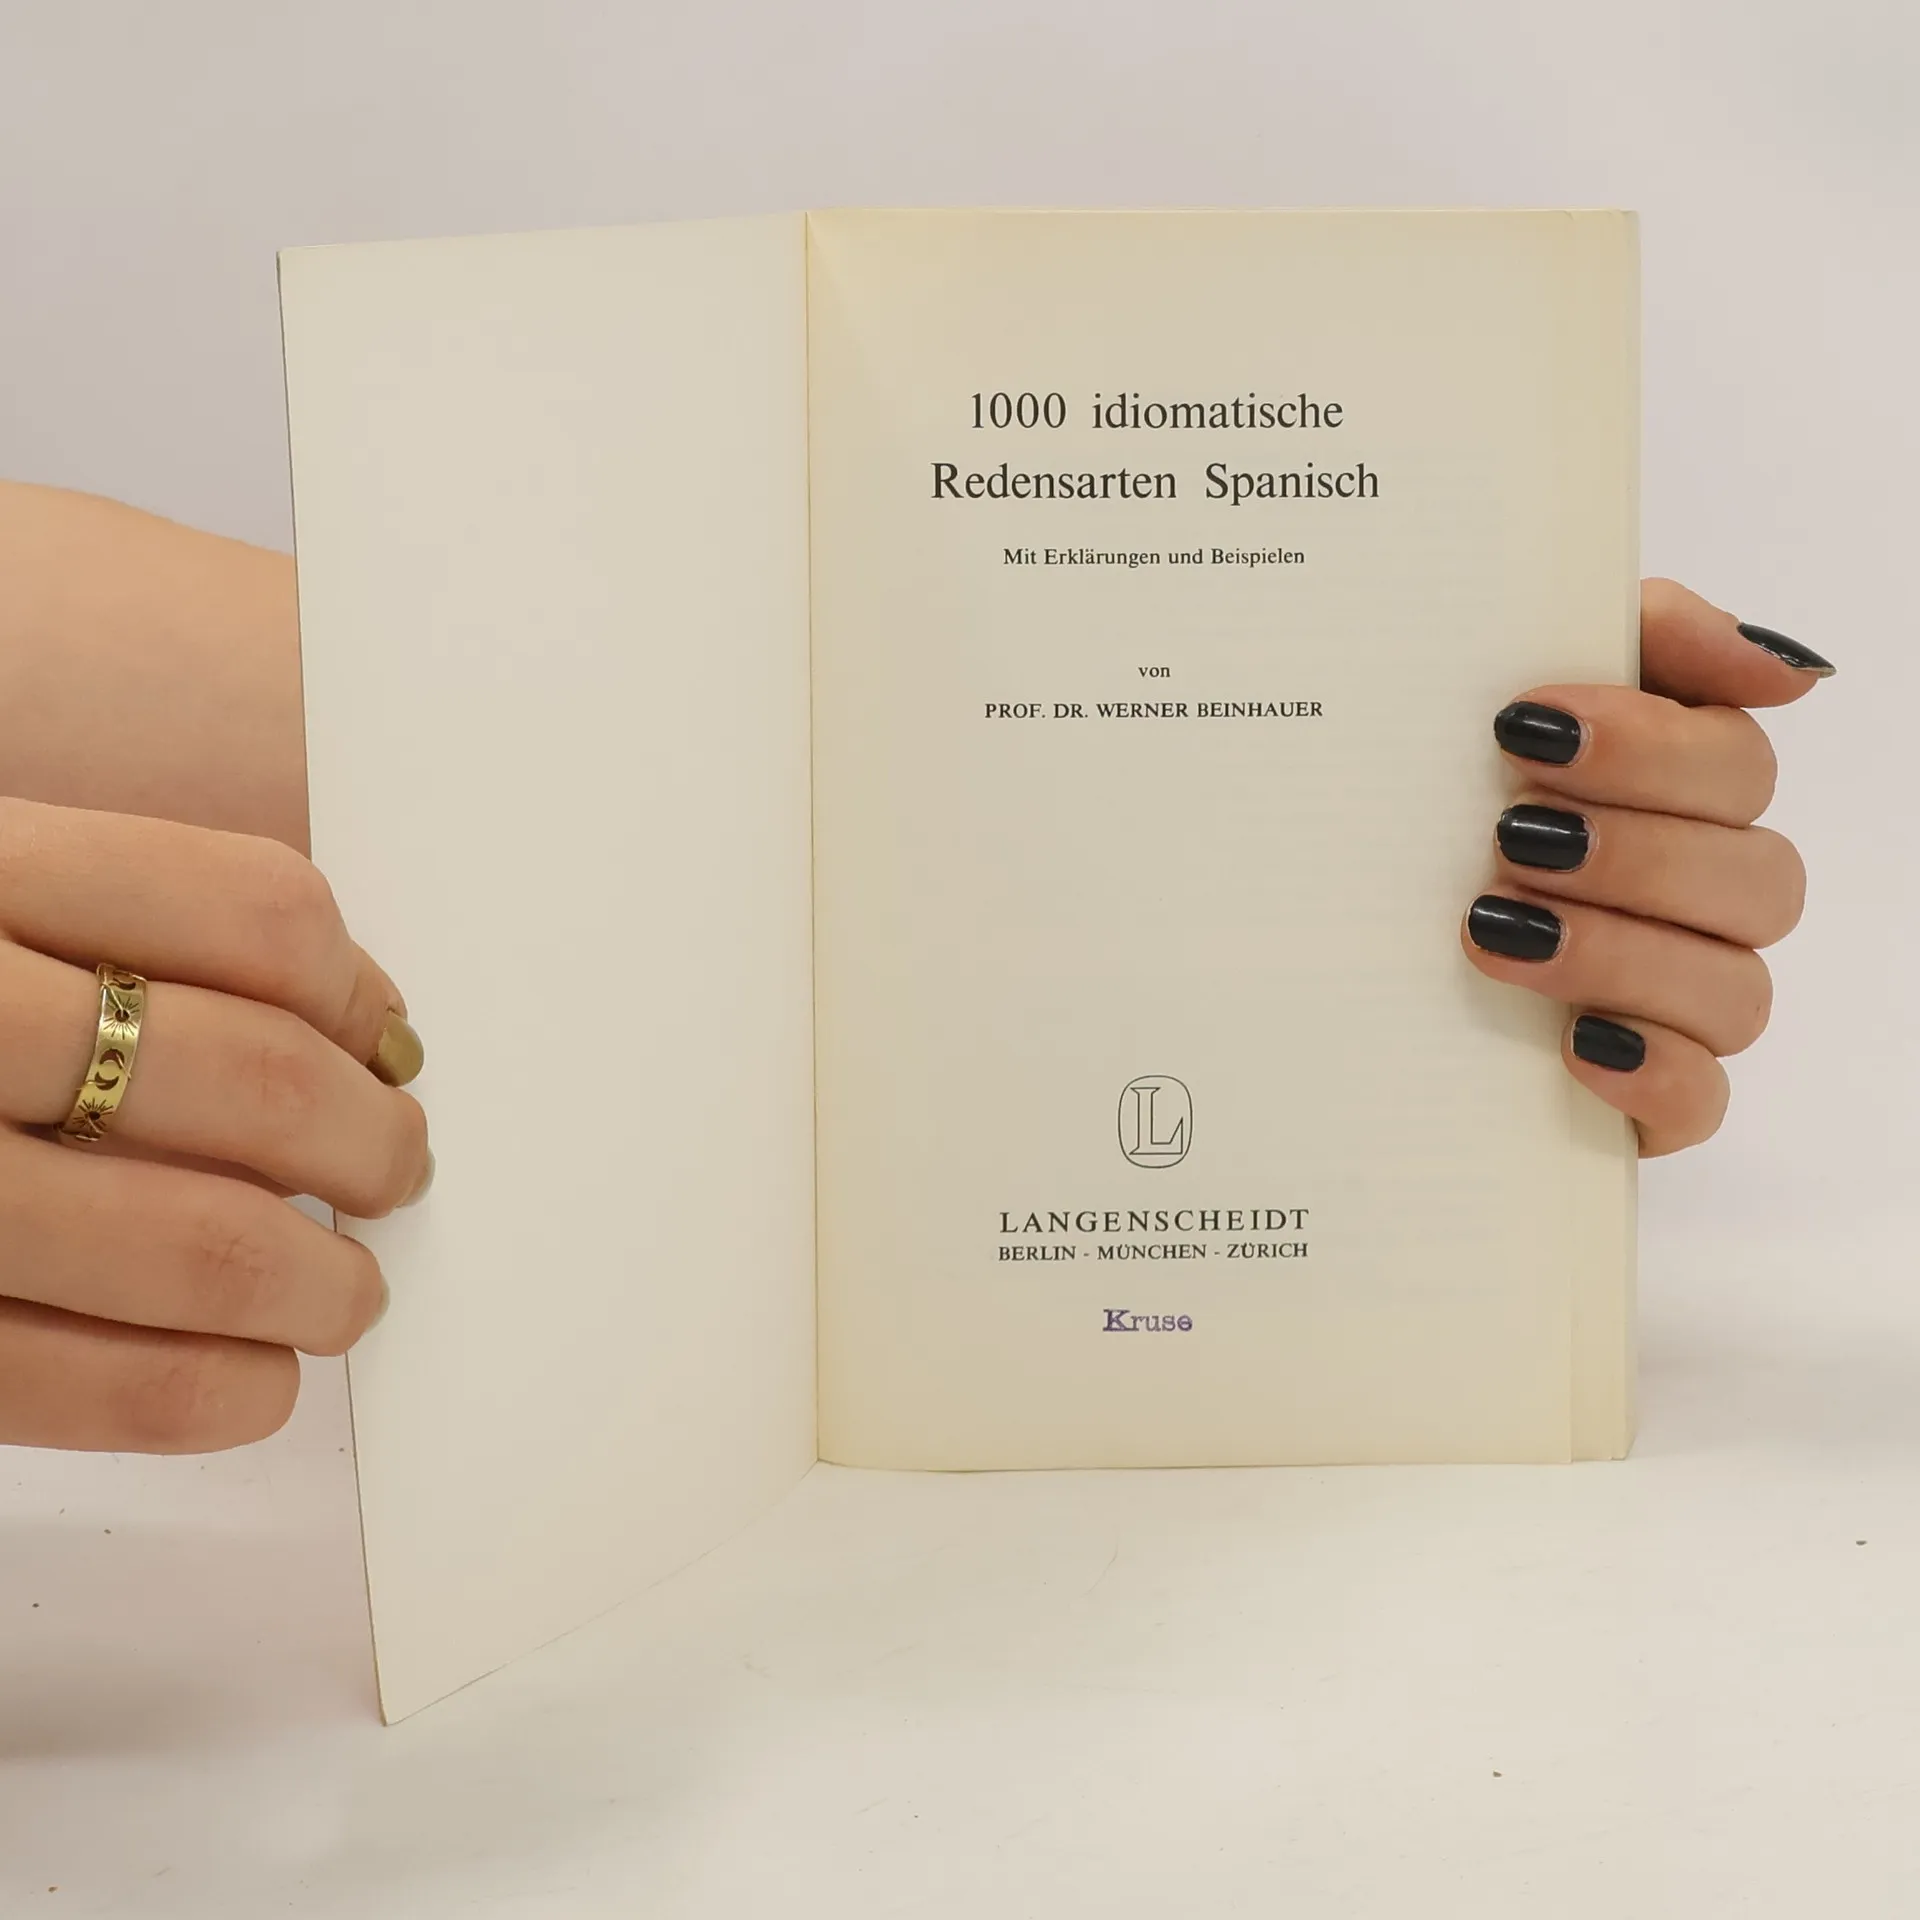 1000 idiomatische
Redensarten Spanisch
Mit Erklärungen und Beispielen
von
PROF. DR. WERNER BEINHAUER
L
LANGENSCHEIDT
BERLIN - MÜNCHEN - ZÜRICH
Kruse